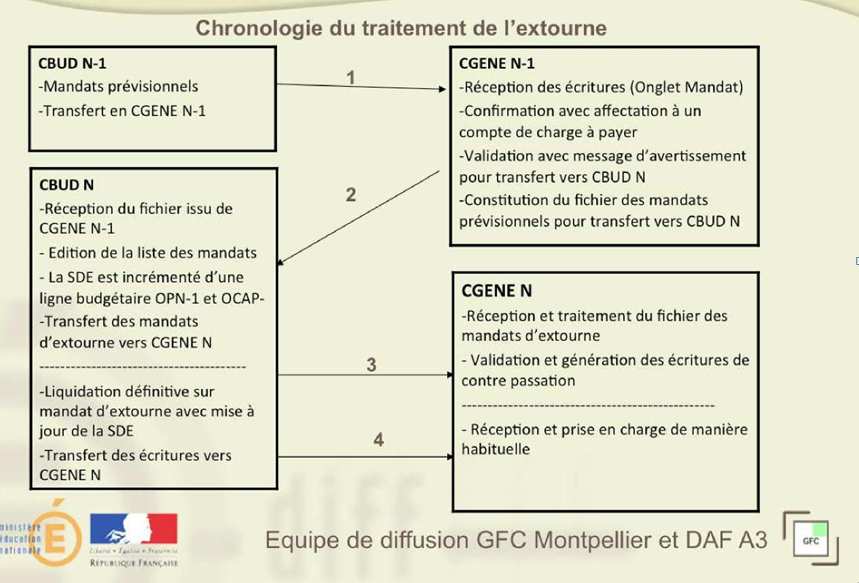 Chronologie du traitement de l'extourne
CBUD N-1
-Mandats prévisionnels
-Transfert en CGENE N-1
1
CGENE N-1
-Réception des écritures (Onglet Mandat)
-Confirmation avec affectation à un
compte de charge à payer
-Validation avec message d'avertissement
pour transfert vers CBUD N
-Constitution du fichier des mandats
prévisionnels pour transfert vers CBUD N
2
CBUD N
-Réception du fichier issu de
CGENE N-1
- Edition de la liste des mandats
- La SDE est incrémenté d'une
ligne budgétaire OPN-1 et OCAP-
-Transfert des mandats
d'extourne vers CGENE N
----------------------------------------
-Liquidation définitive sur
mandat d'extourne avec mise à
jour de la SDE
-Transfert des écritures vers
CGENE N
3
4
CGENE N
-Réception et traitement du fichier des
mandats d'extourne
- Validation et génération des écritures de
contre passation
--------------------------------------------------
- Réception et prise en charge de manière
habituelle
ministère
éducation
nationale
É
Liberté • Égalité • Fraternité
RÉPUBLIQUE FRANÇAISE
diff
Equipe de diffusion GFC Montpellier et DAF A3
GFC